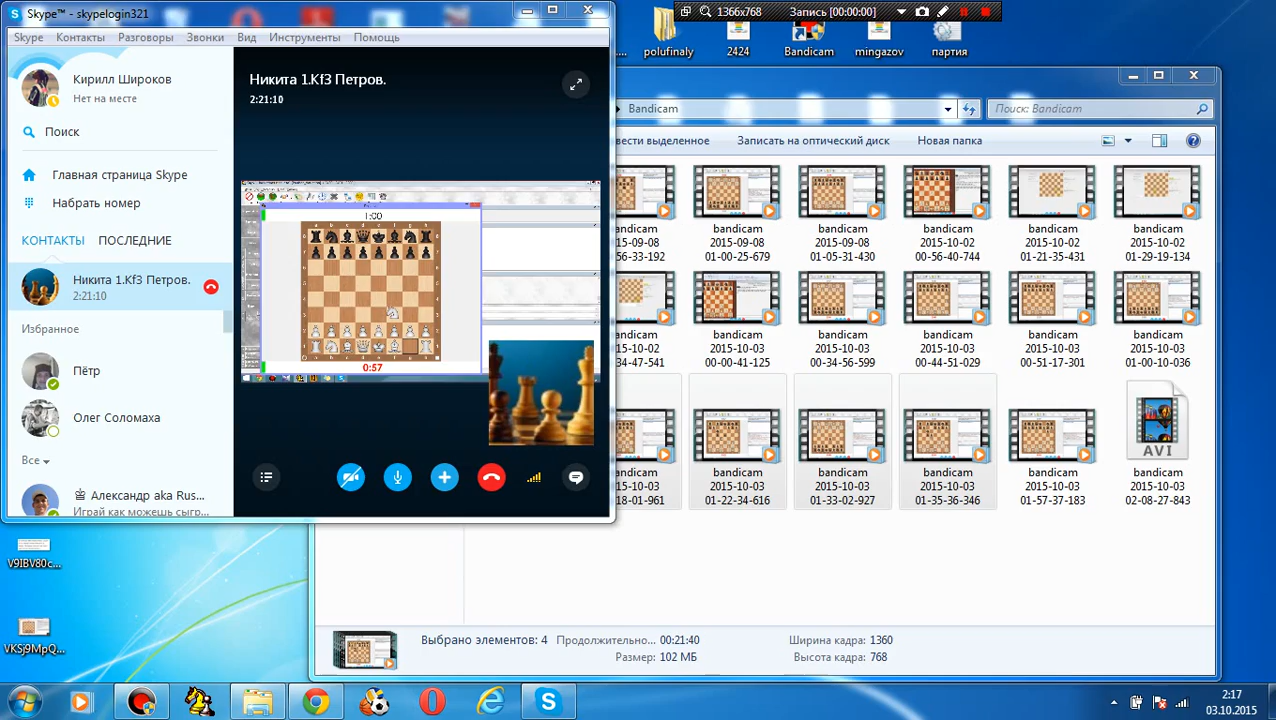 Skype™ - skypelogin321
Skype Контакты Разговоры Звонки Вид Инструменты Помощь
Кирилл Широков
Нет на месте
Поиск
Главная страница Skype
Набрать номер
КОНТАКТЫ ПОСЛЕДНИЕ
Никита 1.Kf3 Петров.
2:21:10
Избранное
Пётр
Олег Соломаха
Все
Александр aka Rus...
Играй как можешь сыгр...
Никита 1.Kf3 Петров.
2:21:10
1:00
0:57
1366x768 Запись [00:00:00]
polufinaly
2424
Bandicam
mingazov
партия
Bandicam
Поиск: Bandicam
вести выделенное Записать на оптический диск Новая папка
bandicam bandicam bandicam bandicam bandicam
2015-09-08 2015-09-08 2015-10-02 2015-10-02 2015-10-02
56-33-192 01-00-25-679 01-05-31-430 00-56-40-744 01-21-35-431 01-29-19-134
bandicam bandicam bandicam bandicam bandicam
2015-10-03 2015-10-03 2015-10-03 2015-10-03 2015-10-03
34-47-541 00-00-41-125 00-34-56-599 00-44-51-029 00-51-17-301 01-00-10-036
AVI
bandicam bandicam bandicam bandicam bandicam
2015-10-03 2015-10-03 2015-10-03 2015-10-03 2015-10-03
18-01-961 01-22-34-616 01-33-02-927 01-35-36-346 01-57-37-183 02-08-27-843
Выбрано элементов: 4 Продолжительно... 00:21:40 Ширина кадра: 1360
Размер: 102 МБ Высота кадра: 768
V9IBV80c...
VKSj9MpQ...
2:17
03.10.2015